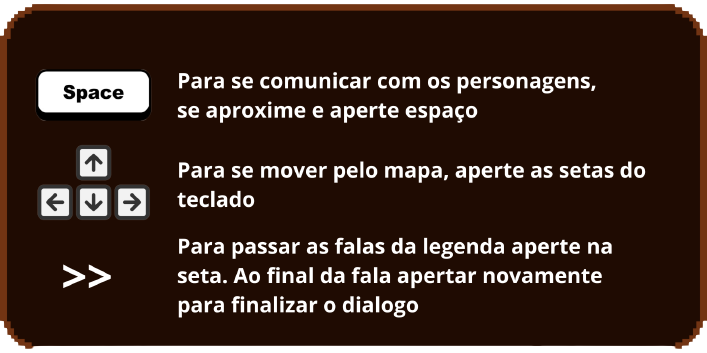 Space
Para se comunicar com os personagens,
se aproxime e aperte espaço
Para se mover pelo mapa, aperte as setas do
teclado
>>
Para passar as falas da legenda aperte na
seta. Ao final da fala apertar novamente
para finalizar o dialogo